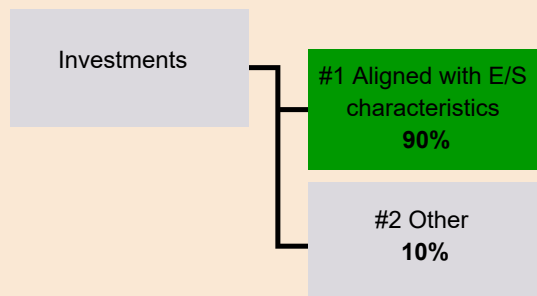 Investments
#1 Aligned with E/S
characteristics
90%
#2 Other
10%